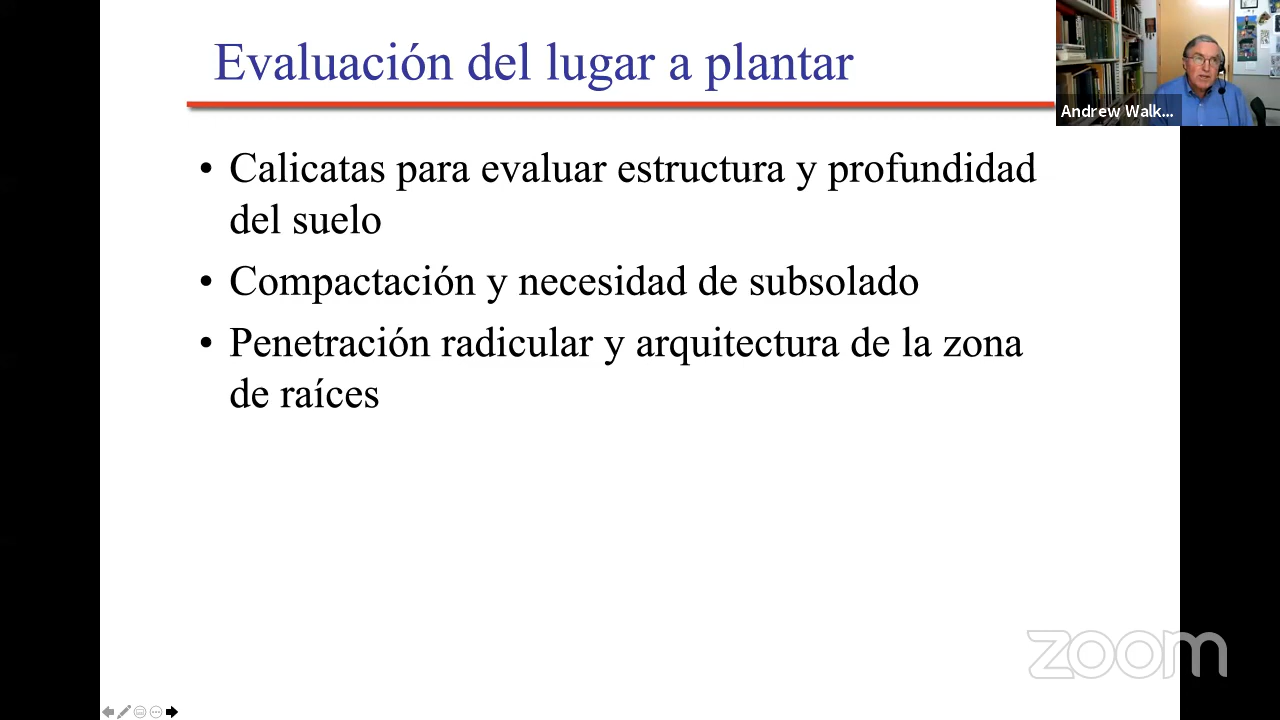 Evaluación del lugar a plantar
Andrew Walk...
• Calicatas para evaluar estructura y profundidad
del suelo
• Compactación y necesidad de subsolado
• Penetración radicular y arquitectura de la zona
de raíces
zoom